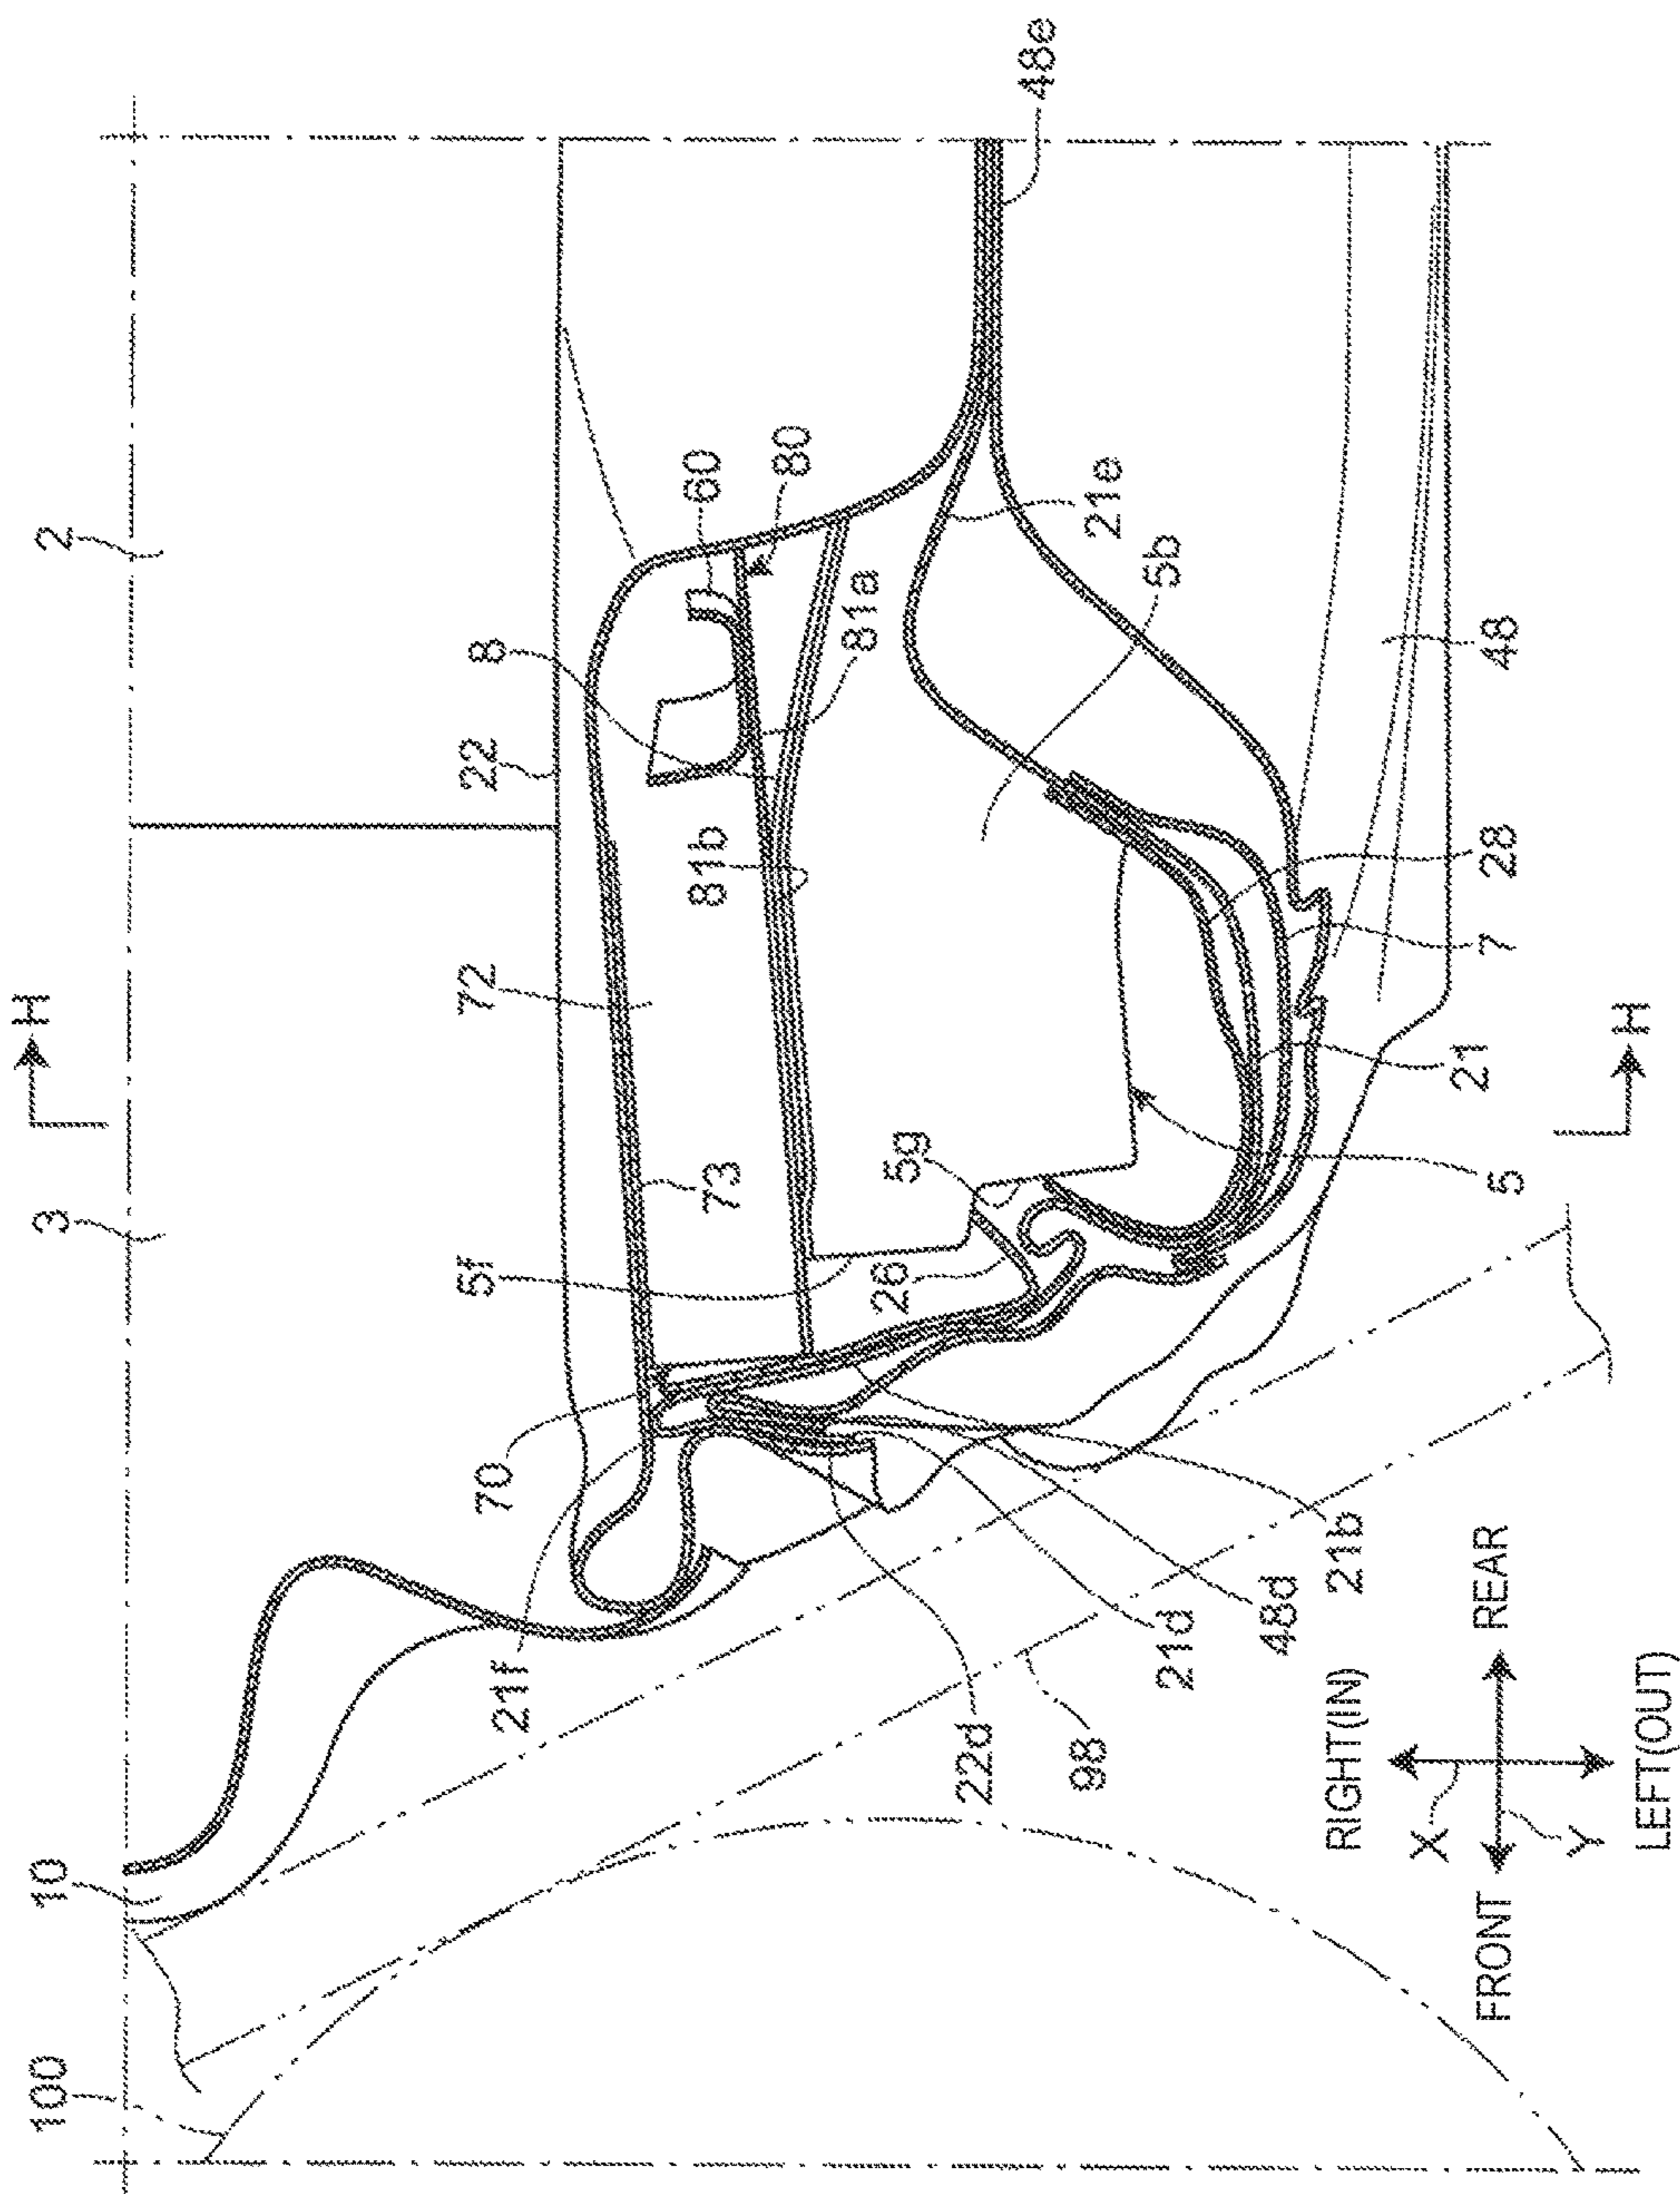 H
H
2
3
10
100
22
8
60
80
81a
81b
72
73
5f
5g
26
70
21f
22d
98
21d
48d
21b
5
21
7
28
48
5b
21e
48e
RIGHT(IN)
X
FRONT
REAR
Y
LEFT(OUT)